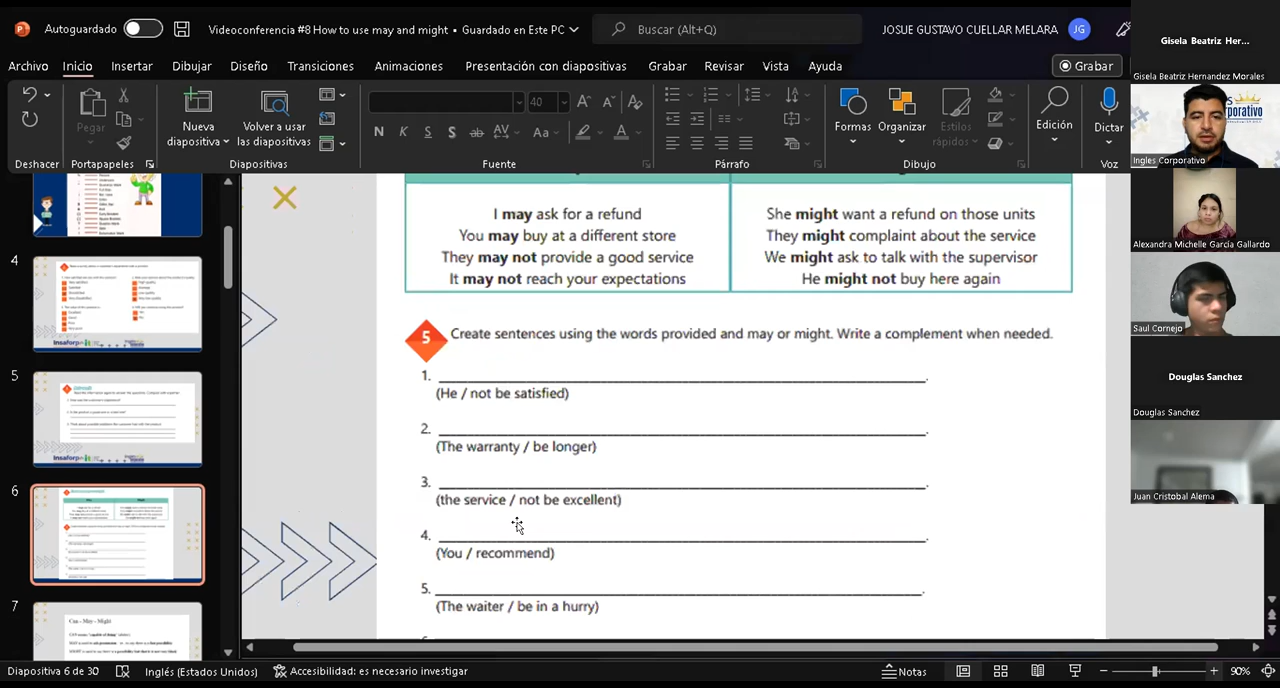 Autoguardado
Videoconferencia #8 How to use may and might • Guardado en Este PC
Buscar (Alt+Q)
JOSUE GUSTAVO CUELLAR MELARA
JG
Archivo Inicio Insertar Dibujar Diseño Transiciones Animaciones Presentación con diapositivas Grabar Revisar Vista Ayuda
Grabar
Pegar
Nueva diapositiva
Volver a usar las diapositivas
40
Formas
Organizar
Estilos rápidos
Edición
Dictar
Deshacer
Portapapeles
Diapositivas
Fuente
Párrafo
Dibujo
Voz
4
5
6
7
Can - May - Might
I may ask for a refund
You may buy at a different store
They may not provide a good service
It may not reach your expectations
She might want a refund on those units
They might complaint about the service
We might ask to talk with the supervisor
He might not buy here again
5
Create sentences using the words provided and may or might. Write a complement when needed.
1.
(He / not be satisfied)
2.
(The warranty / be longer)
3.
(the service / not be excellent)
4.
(You / recommend)
5.
(The waiter / be in a hurry)
Gisela Beatriz Her...
Gisela Beatriz Hernandez Morales
Ingles Corporativo
Alexandra Michelle García Gallardo
Saul Cornejo
Douglas Sanchez
Douglas Sanchez
Juan Cristobal Alema
Diapositiva 6 de 30
Inglés (Estados Unidos)
Accesibilidad: es necesario investigar
Notas
90%